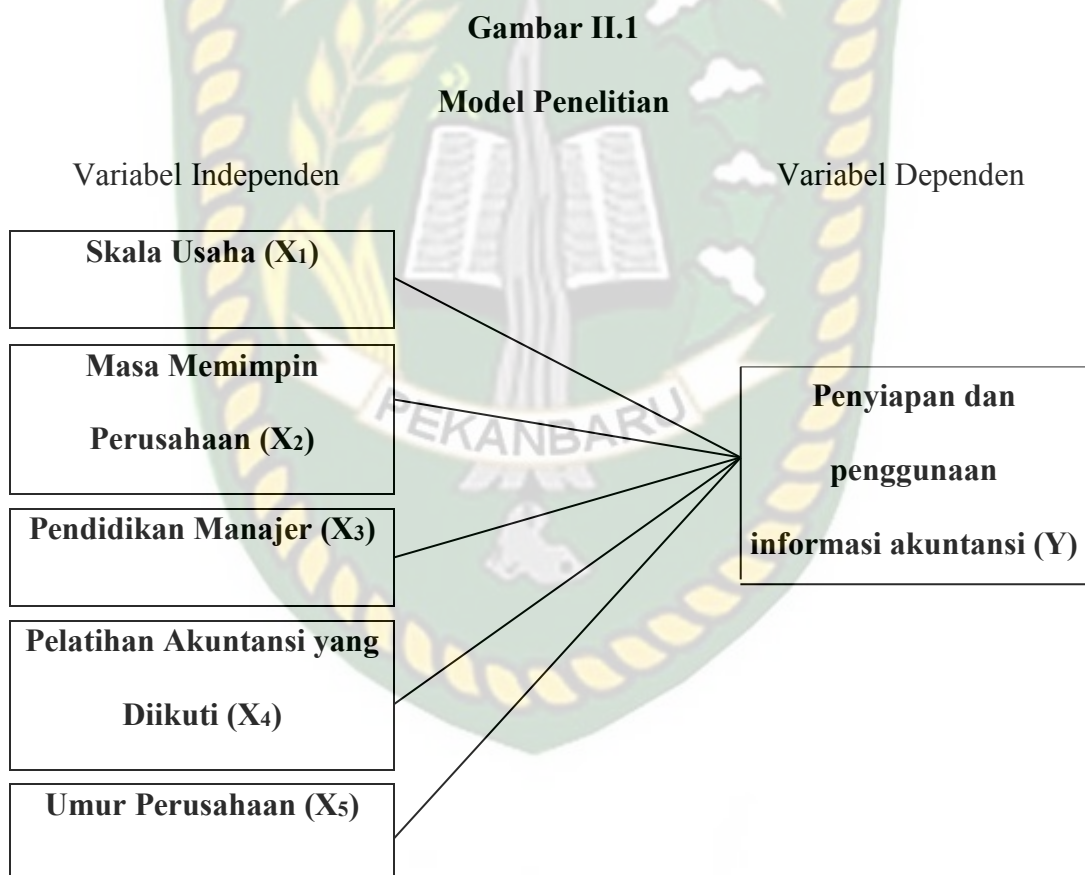 Gambar II.1
Model Penelitian
Variabel Independen
Variabel Dependen
Skala Usaha (X₁)
Masa Memimpin
Perusahaan (X₂)
Pendidikan Manajer (X₃)
Pelatihan Akuntansi yang
Diikuti (X₄)
Umur Perusahaan (X₅)
Penyiapan dan
penggunaan
informasi akuntansi (Y)
PEKANBARU